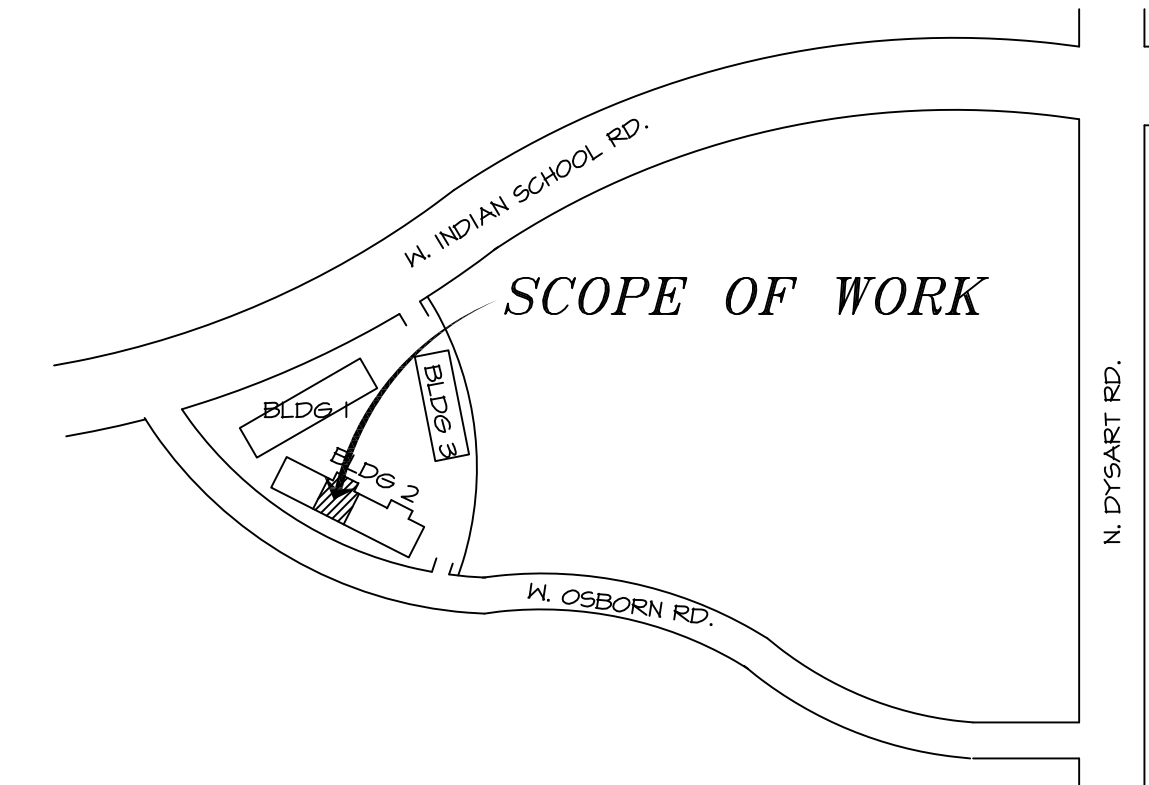 W. INDIAN SCHOOL RD.
SCOPE OF WORK
BLDG 1
BLDG 3
BLDG 2
N. DYSART RD.
W. OSBORN RD.